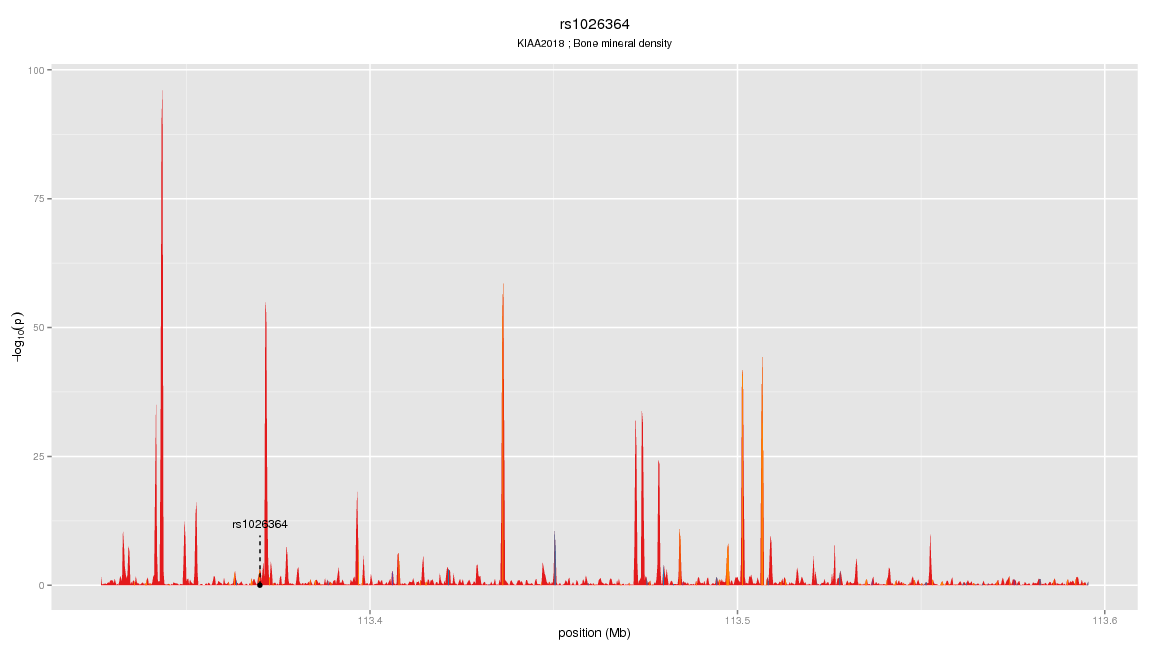 rs1026364
KIAA2018 ; Bone mineral density
100
75
50
25
0
−log10(p)
rs1026364
113.4
113.5
113.6
position (Mb)